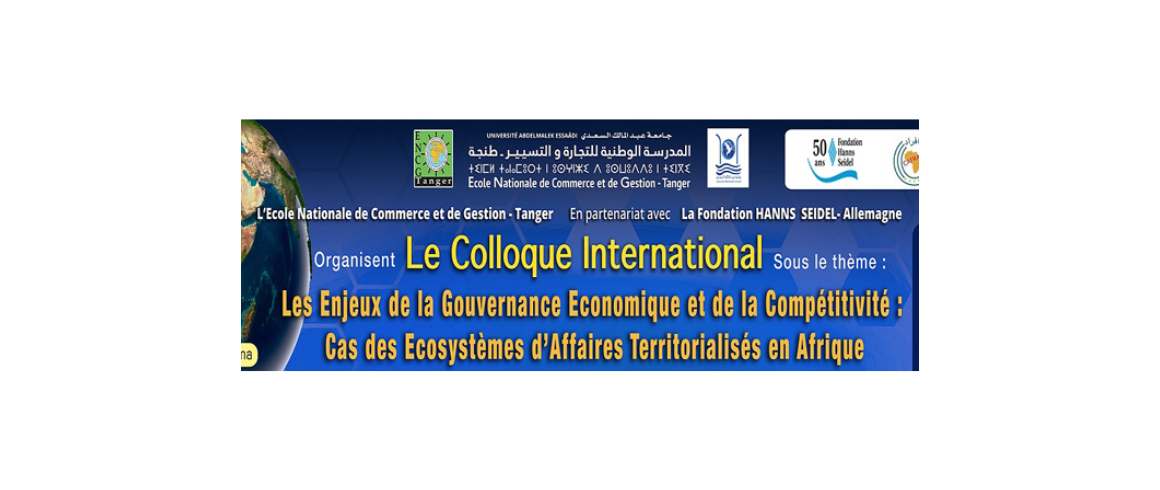 ENCG
Tanger
UNIVERSITÉ ABDELMALEK ESSAÂDI جامعة عبد المالك السعدي
المدرسة الوطنية للتجارة و التسيير - طنجة
Ecole Nationale de Commerce et de Gestion - Tanger
50 ans
Fondation
Hanns
Seidel
L'Ecole Nationale de Commerce et de Gestion - Tanger En partenariat avec La Fondation HANNS SEIDEL- Allemagne
Organisent Le Colloque International Sous le thème :
Les Enjeux de la Gouvernance Economique et de la Compétitivité :
Cas des Ecosystèmes d'Affaires Territorialisés en Afrique